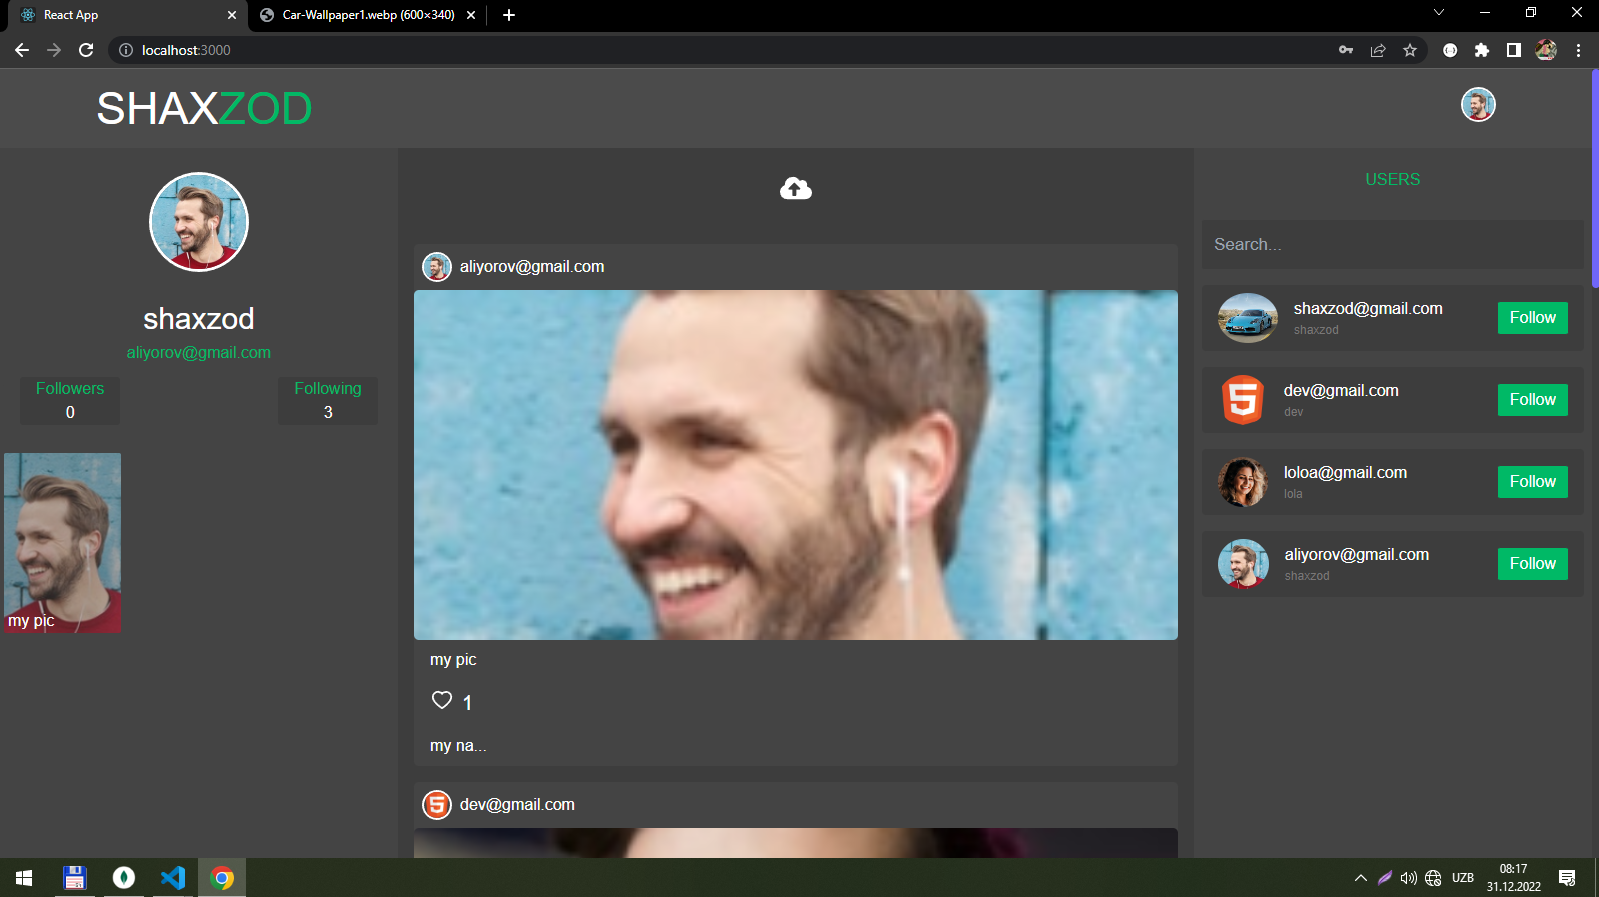 React App
Car-Wallpaper1.webp (600×340)
localhost:3000
SHAXZOD
shaxzod
aliyorov@gmail.com
Followers
0
Following
3
my pic
aliyorov@gmail.com
my pic
1
my na...
dev@gmail.com
USERS
Search...
shaxzod@gmail.com
shaxzod
Follow
dev@gmail.com
dev
Follow
loloa@gmail.com
lola
Follow
aliyorov@gmail.com
shaxzod
Follow
UZB
08:17
31.12.2022